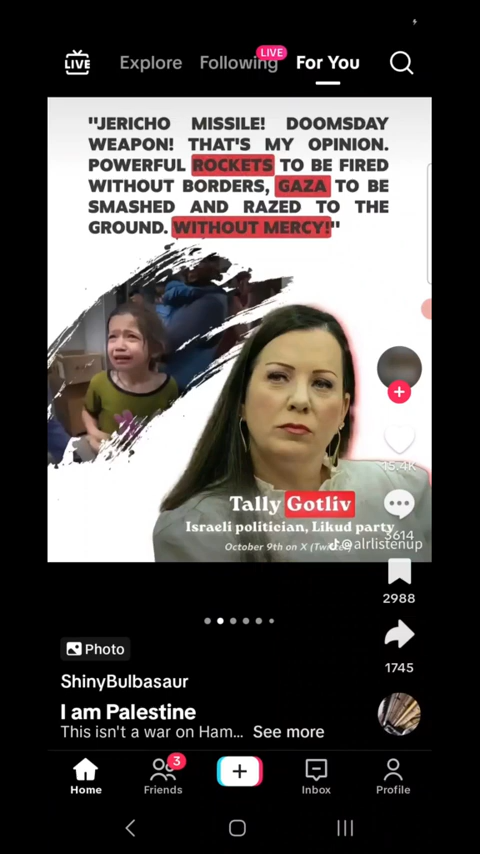 LIVE
Explore
Following
LIVE
For You
"JERICHO MISSILE! DOOMSDAY
WEAPON! THAT'S MY OPINION.
POWERFUL ROCKETS TO BE FIRED
WITHOUT BORDERS, GAZA TO BE
SMASHED AND RAZED TO THE
GROUND. WITHOUT MERCY!"
15.4K
Tally Gotliv
Israeli politician, Likud party
October 9th on X
3614
@alrlistenup
2988
1745
Photo
ShinyBulbasaur
I am Palestine
This isn't a war on Ham... See more
3
Home
Friends
Inbox
Profile